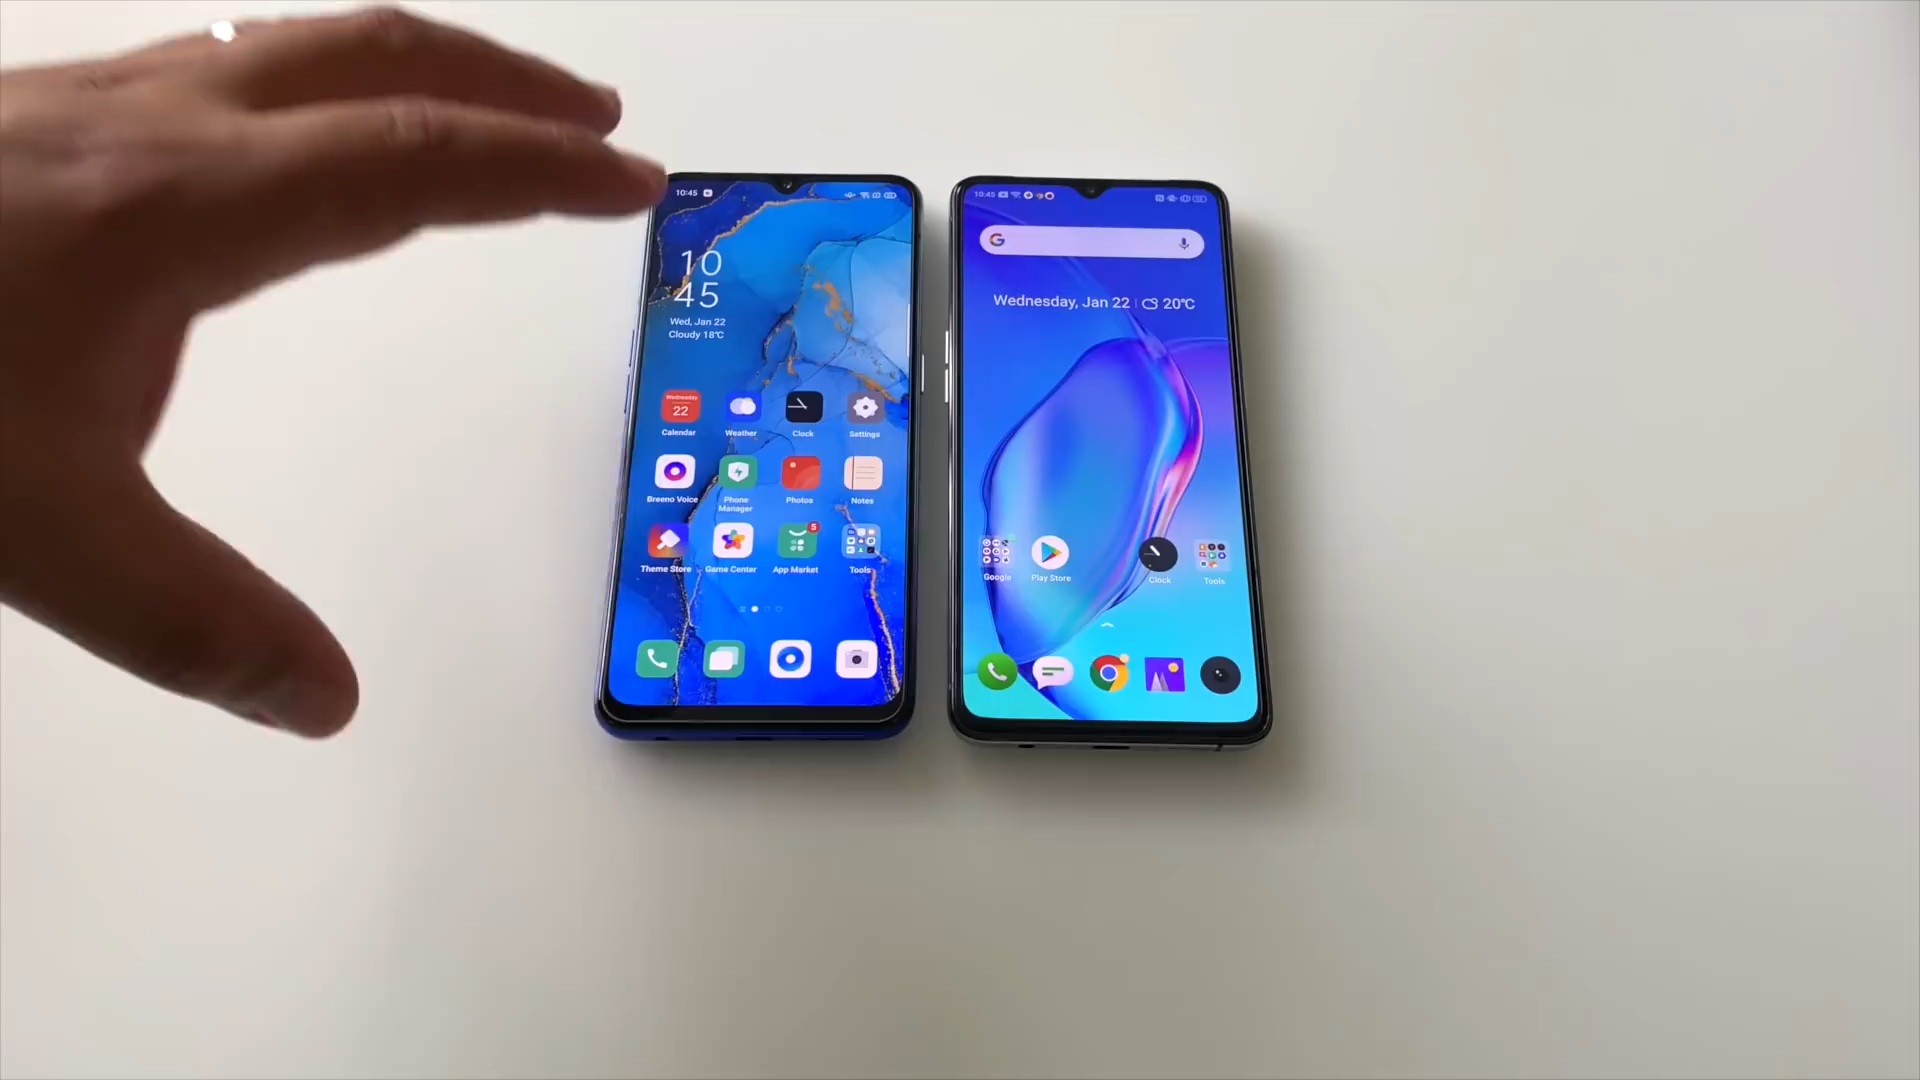 10:45
10
45
Wed, Jan 22
Cloudy 18℃
Wednesday
22
Calendar
Weather
Clock
Settings
Breeno Voice
Phone
Manager
Photos
Notes
5
Theme Store
Game Center
App Market
Tools
10:45
G
Wednesday, Jan 22 20℃
Google
Play Store
Clock
Tools